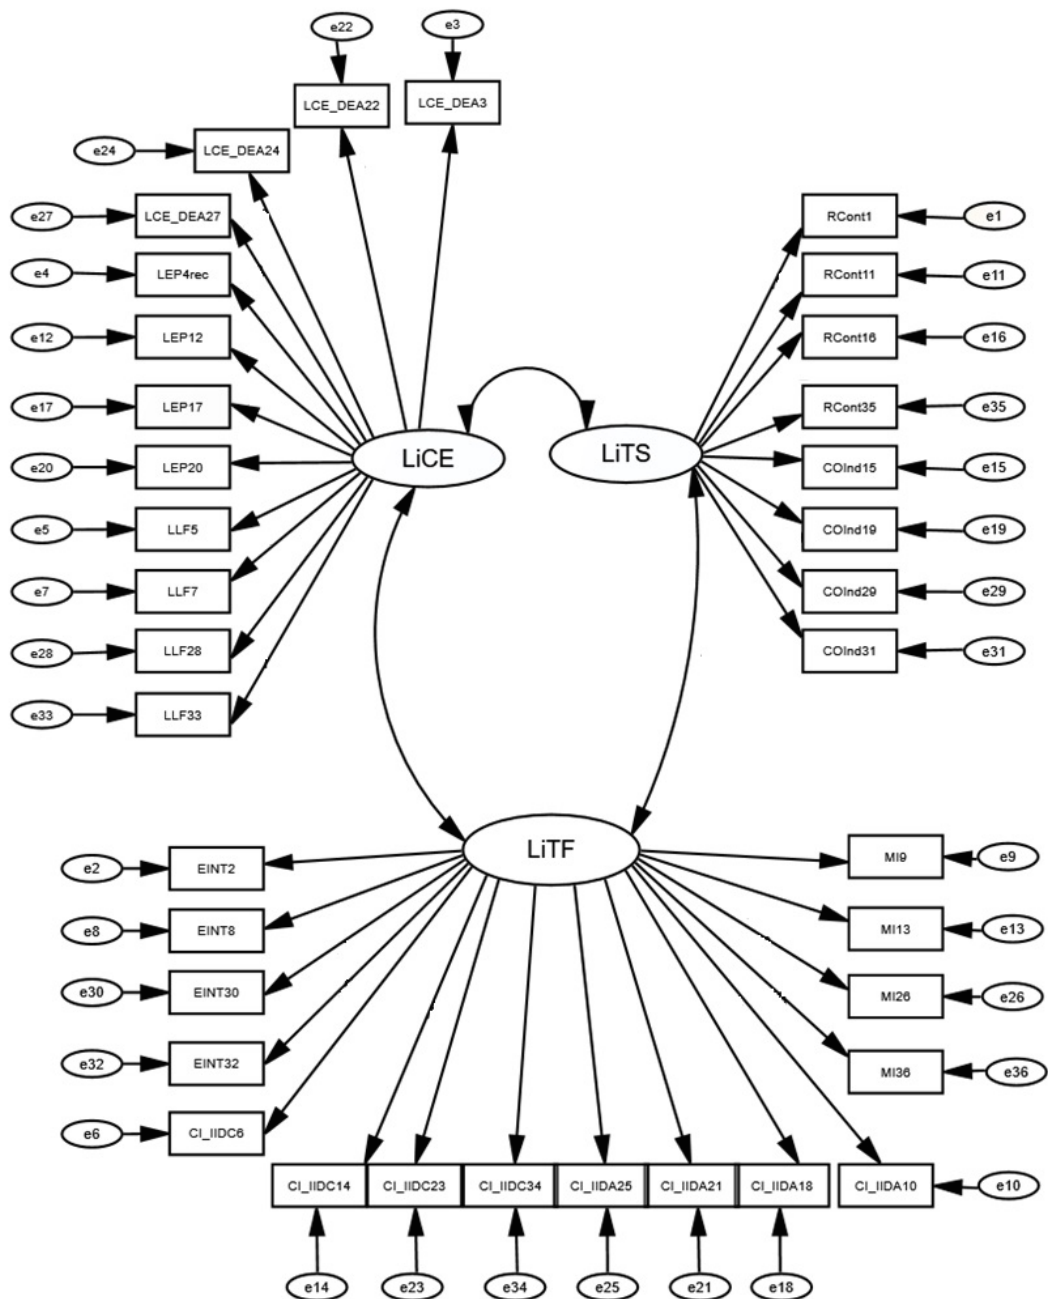 e22
e3
LCE_DEA22
LCE_DEA3
e24
LCE_DEA24
e27
LCE_DEA27
RCont1
e1
e4
LEP4rec
RCont11
e11
e12
LEP12
RCont16
e16
e17
LEP17
RCont35
e35
LiCE
LiTS
e20
LEP20
COInd15
e15
e5
LLF5
COInd19
e19
e7
LLF7
COInd29
e29
e28
LLF28
COInd31
e31
e33
LLF33
LiTF
e2
EINT2
MI9
e9
e8
EINT8
MI13
e13
e30
EINT30
MI26
e26
e32
EINT32
MI36
e36
e6
CI_IIDC6
CI_IIDC14
CI_IIDC23
CI_IIDC34
CI_IIDA25
CI_IIDA21
CI_IIDA18
CI_IIDA10
e10
e14
e23
e34
e25
e21
e18